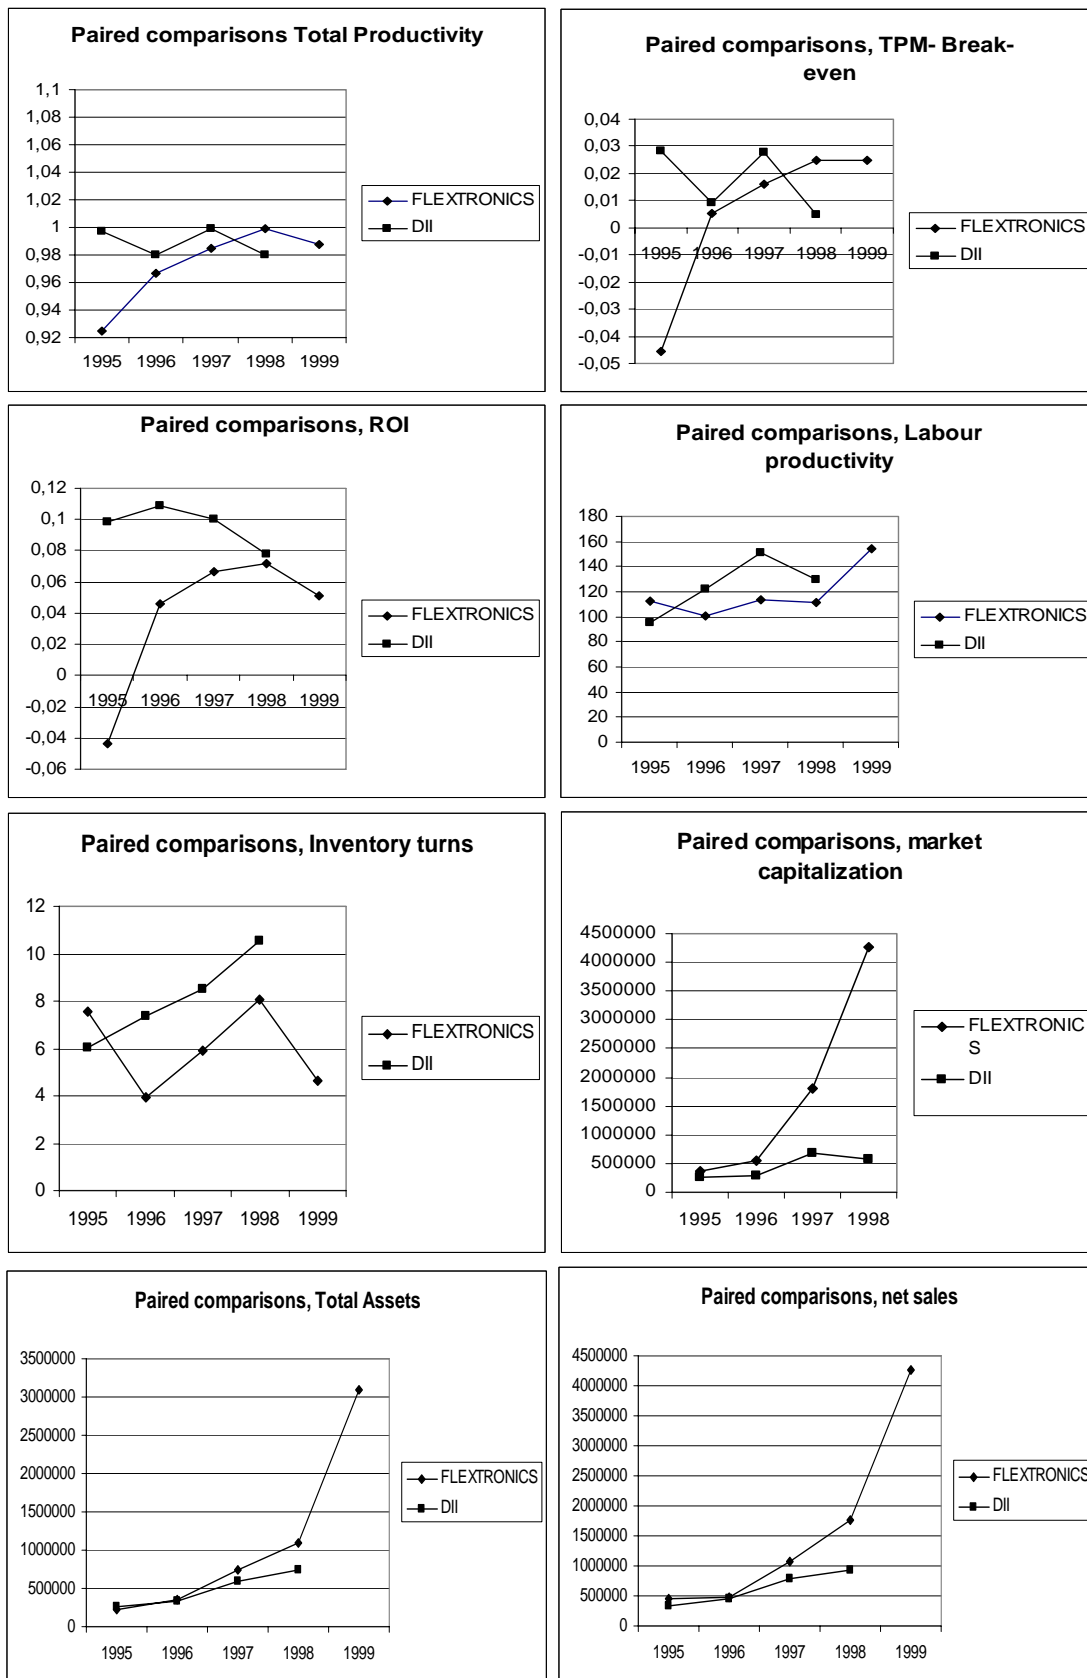 Paired comparisons Total Productivity
1,1
1,08
1,06
1,04
1,02
1
0,98
0,96
0,94
0,92
1995 1996 1997 1998 1999
FLEXTRONICS
DII
Paired comparisons, TPM- Break-
even
0,04
0,03
0,02
0,01
0
-0,01
-0,02
-0,03
-0,04
-0,05
1995 1996 1997 1998 1999
FLEXTRONICS
DII
Paired comparisons, ROI
0,12
0,1
0,08
0,06
0,04
0,02
0
-0,02
-0,04
-0,06
1995 1996 1997 1998 1999
FLEXTRONICS
DII
Paired comparisons, Labour
productivity
180
160
140
120
100
80
60
40
20
0
1995 1996 1997 1998 1999
FLEXTRONICS
DII
Paired comparisons, Inventory turns
12
10
8
6
4
2
0
1995 1996 1997 1998 1999
FLEXTRONICS
DII
Paired comparisons, market
capitalization
4500000
4000000
3500000
3000000
2500000
2000000
1500000
1000000
500000
0
1995 1996 1997 1998
FLEXTRONIC
S
DII
Paired comparisons, Total Assets
3500000
3000000
2500000
2000000
1500000
1000000
500000
0
1995 1996 1997 1998 1999
FLEXTRONICS
DII
Paired comparisons, net sales
4500000
4000000
3500000
3000000
2500000
2000000
1500000
1000000
500000
0
1995 1996 1997 1998 1999
FLEXTRONICS
DII